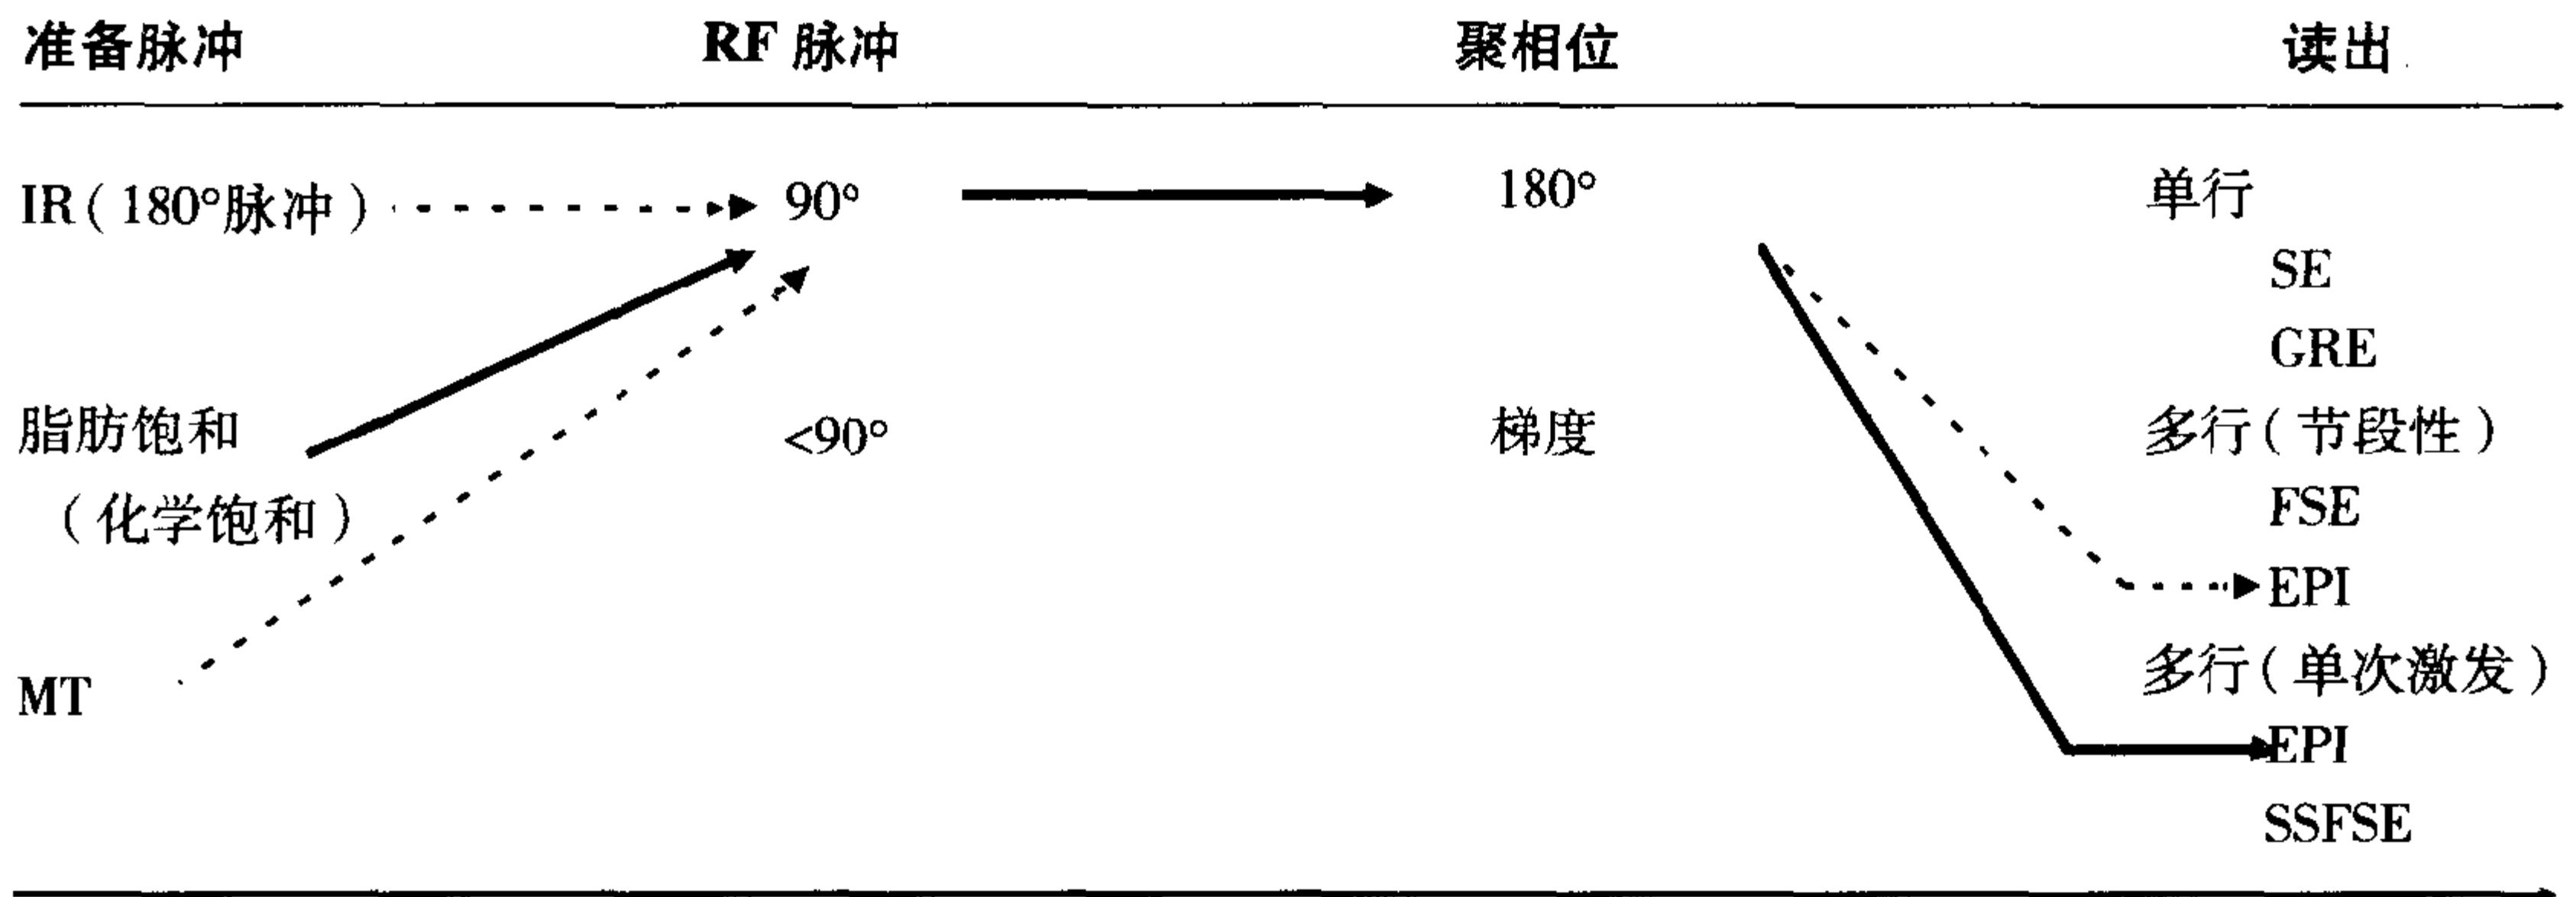 准备脉冲 RF 脉冲 聚相位 读出
IR(180°脉冲) 90° 180° 单行
SE
GRE
脂肪饱和 <90° 梯度 多行(节段性)
(化学饱和) FSE
EPI
MT 多行(单次激发)
EPI
SSFSE